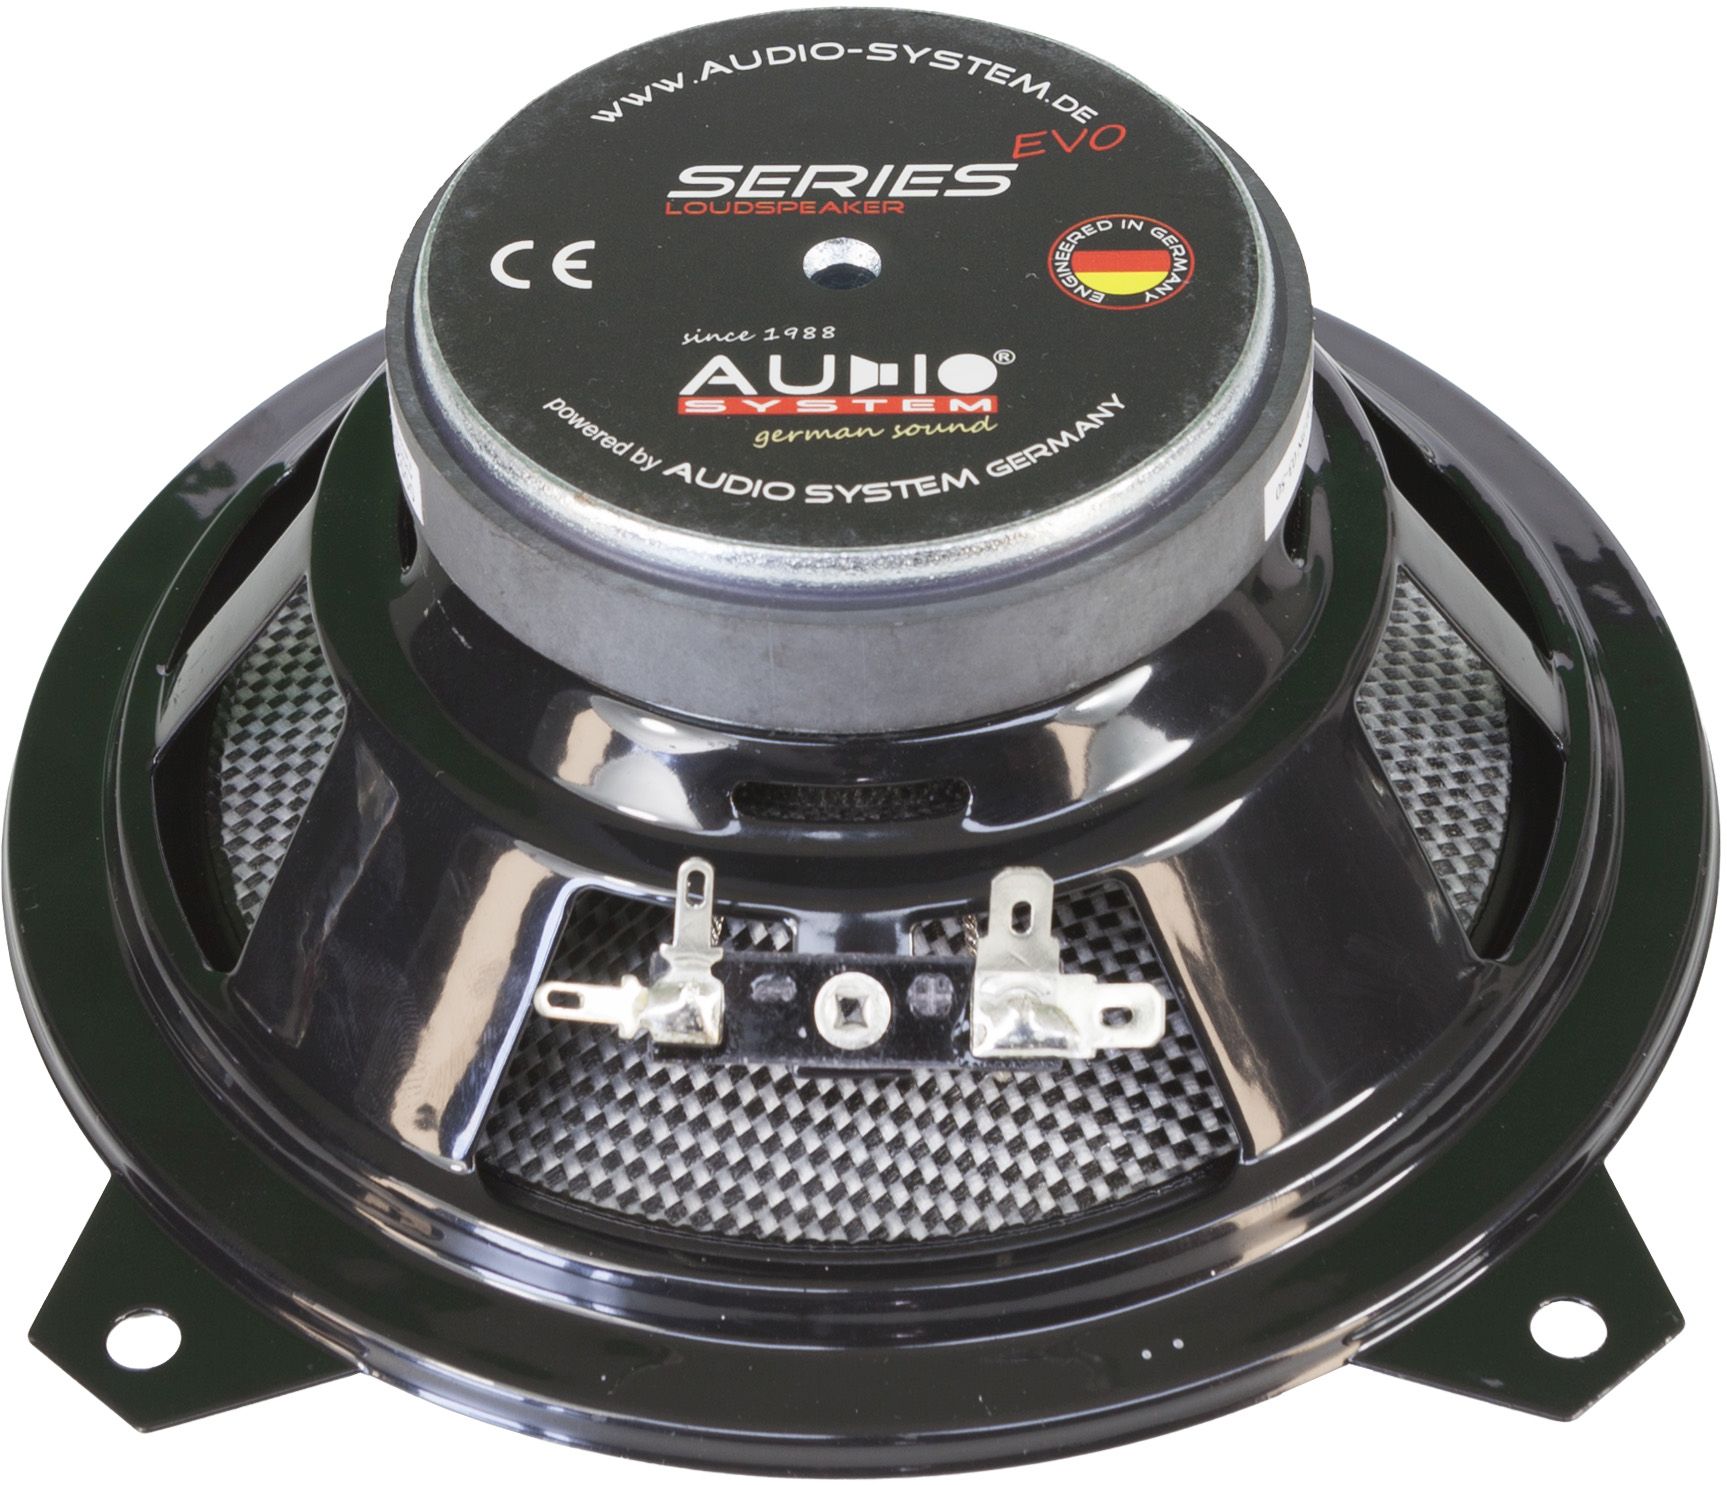 www.AUDIO-SYSTEM.DE
EVO
SERIES
LOUDSPEAKER
CE
ENGINEERED IN GERMANY
since 1988
AUDIO®
SYSTEM
german sound
powered by AUDIO SYSTEM GERMANY